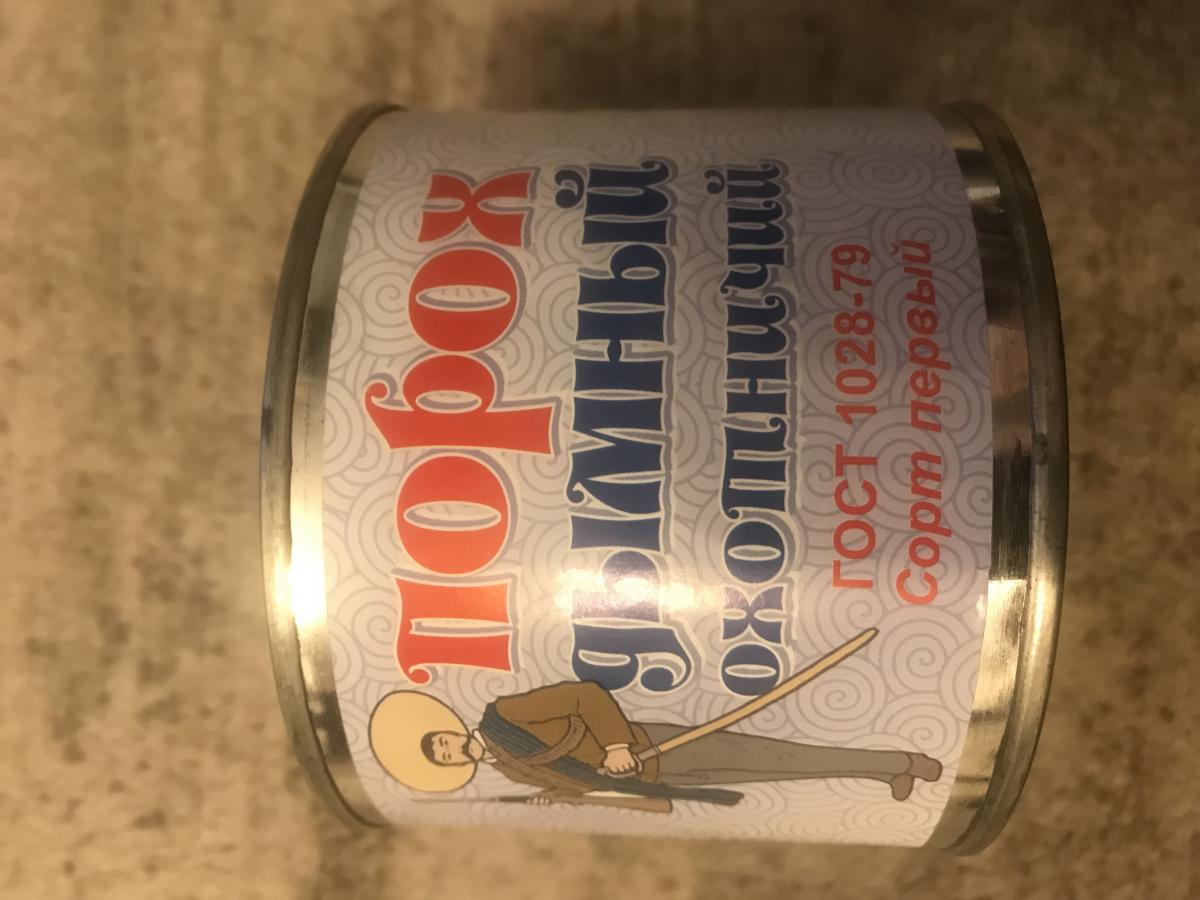 порох
дымный
охотничий
ГОСТ 1028-79
Сорт первый